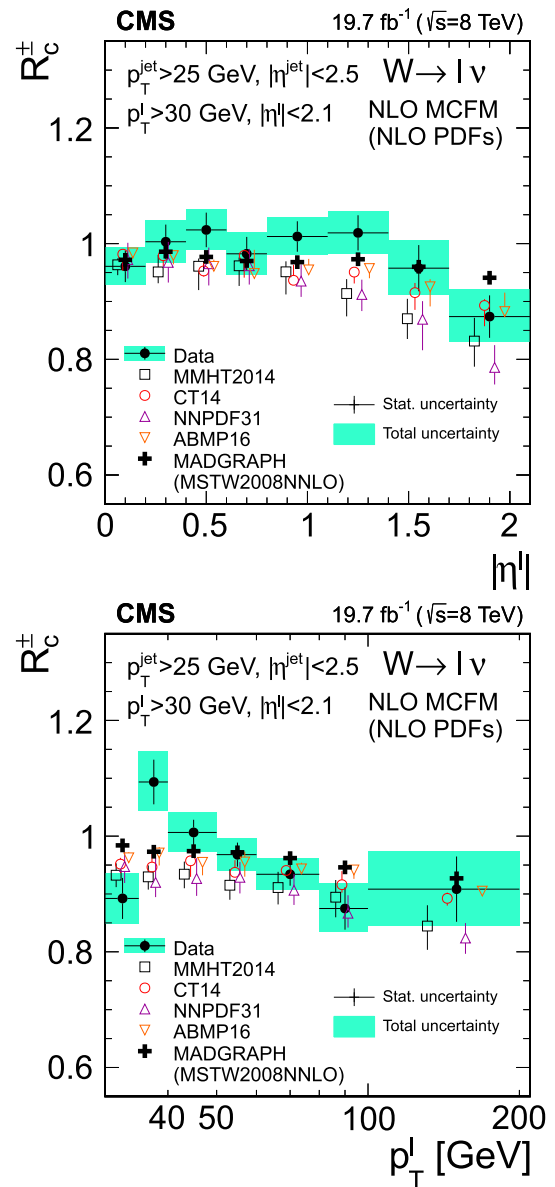 CMS 19.7 fb⁻¹ (√s=8 TeV)
R_c^±
p_T^jet>25 GeV, |η^jet|<2.5 W→l ν
p_T^l>30 GeV, |η^l|<2.1 NLO MCFM
(NLO PDFs)
1.2
1
0.8
0.6
Data
MMHT2014
CT14
NNPDF31
ABMP16
MADGRAPH
(MSTW2008NNLO)
Stat. uncertainty
Total uncertainty
0 0.5 1 1.5 2
|η^l|
CMS 19.7 fb⁻¹ (√s=8 TeV)
R_c^±
p_T^jet>25 GeV, |η^jet|<2.5 W→l ν
p_T^l>30 GeV, |η^l|<2.1 NLO MCFM
(NLO PDFs)
1.2
1
0.8
0.6
Data
MMHT2014
CT14
NNPDF31
ABMP16
MADGRAPH
(MSTW2008NNLO)
Stat. uncertainty
Total uncertainty
40 50 100 200
p_T^l [GeV]